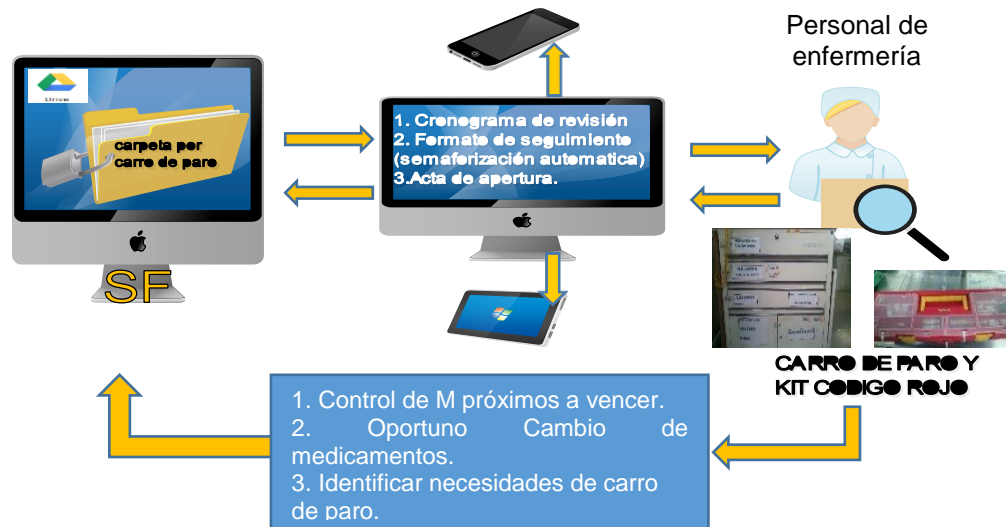 Personal de
enfermería
carpeta por
carro de paro
1. Cronograma de revisión
2. Formato de seguimiento
(semaforización automatica)
3.Acta de apertura.
SF
CARRO DE PARO Y
KIT CODIGO ROJO
1. Control de M próximos a vencer.
2. Oportuno Cambio de
medicamentos.
3. Identificar necesidades de carro
de paro.